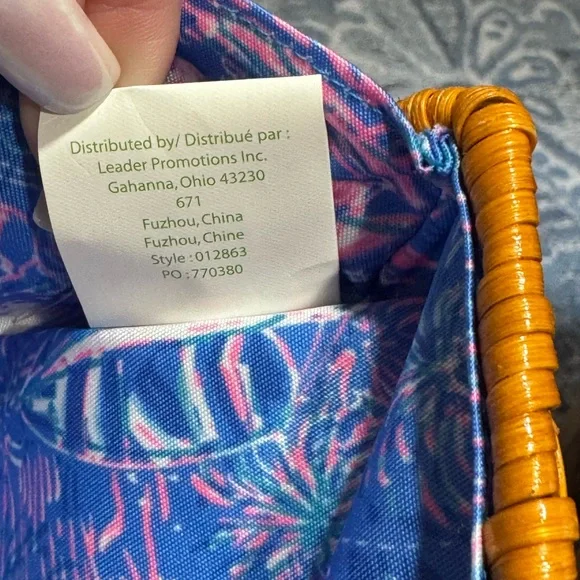 Distributed by/ Distribué par :
Leader Promotions Inc.
Gahanna, Ohio 43230
671
Fuzhou, China
Fuzhou, Chine
Style : 012863
PO : 770380